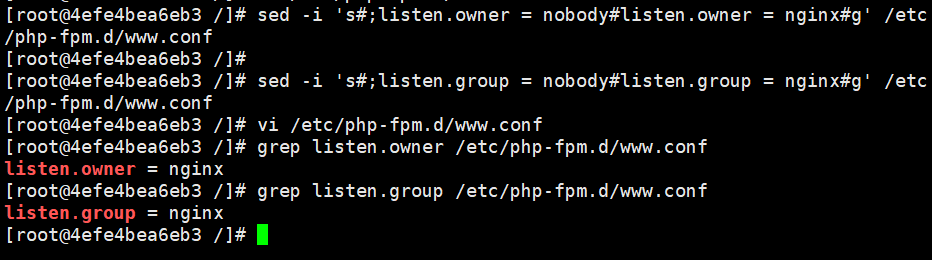 [root@4efe4bea6eb3 /]# sed -i 's#;listen.owner = nobody#listen.owner = nginx#g' /etc
/php-fpm.d/www.conf
[root@4efe4bea6eb3 /]#
[root@4efe4bea6eb3 /]# sed -i 's#;listen.group = nobody#listen.group = nginx#g' /etc
/php-fpm.d/www.conf
[root@4efe4bea6eb3 /]# vi /etc/php-fpm.d/www.conf
[root@4efe4bea6eb3 /]# grep listen.owner /etc/php-fpm.d/www.conf
listen.owner = nginx
[root@4efe4bea6eb3 /]# grep listen.group /etc/php-fpm.d/www.conf
listen.group = nginx
[root@4efe4bea6eb3 /]#